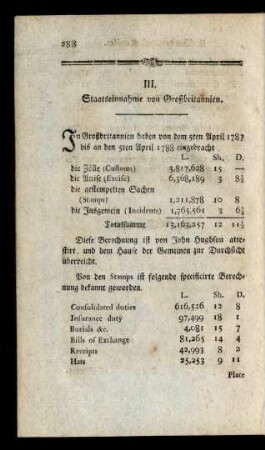 288
III.
Staatseinnahme von Großbritannien.
In Großbritannien haben von dem 5ten April 1787
bis an den 5ten April 1788 eingebracht
L. Sh. D.
die Zölle (Customs) 3,817,628 15 —
die Accise (Excise) 6,368,189 3 8¾
die gestempelten Sachen
(Stamps) 1,211,878 10 8
die Insgemein (Incidents) 1,765,561 3 6¾
Totalsumme 13,163,257 12 11½
Diese Berechnung ist von John Hughson atte-
stirt, und dem Hause der Gemeinen zur Durchsicht
überreicht.
Von den Stamps ist folgende specificirte Berech-
nung bekannt geworden.
L. Sh. D.
Consolidated duties 616,526 12 8
Insurance duty 97,499 18 1
Burials &c. 4,081 15 7
Bills of Exchange 81,265 14 4
Receipts 42,993 8 2
Hats 25,253 9 11
Plate